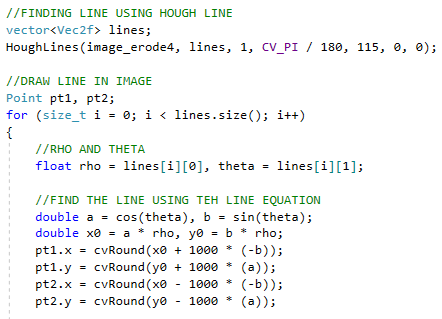 //FINDING LINE USING HOUGH LINE
vector<Vec2f> lines;
HoughLines(image_erode4, lines, 1, CV_PI / 180, 115, 0, 0);
//DRAW LINE IN IMAGE
Point pt1, pt2;
for (size_t i = 0; i < lines.size(); i++)
{
//RHO AND THETA
float rho = lines[i][0], theta = lines[i][1];
//FIND THE LINE USING TEH LINE EQUATION
double a = cos(theta), b = sin(theta);
double x0 = a * rho, y0 = b * rho;
pt1.x = cvRound(x0 + 1000 * (-b));
pt1.y = cvRound(y0 + 1000 * (a));
pt2.x = cvRound(x0 - 1000 * (-b));
pt2.y = cvRound(y0 - 1000 * (a));